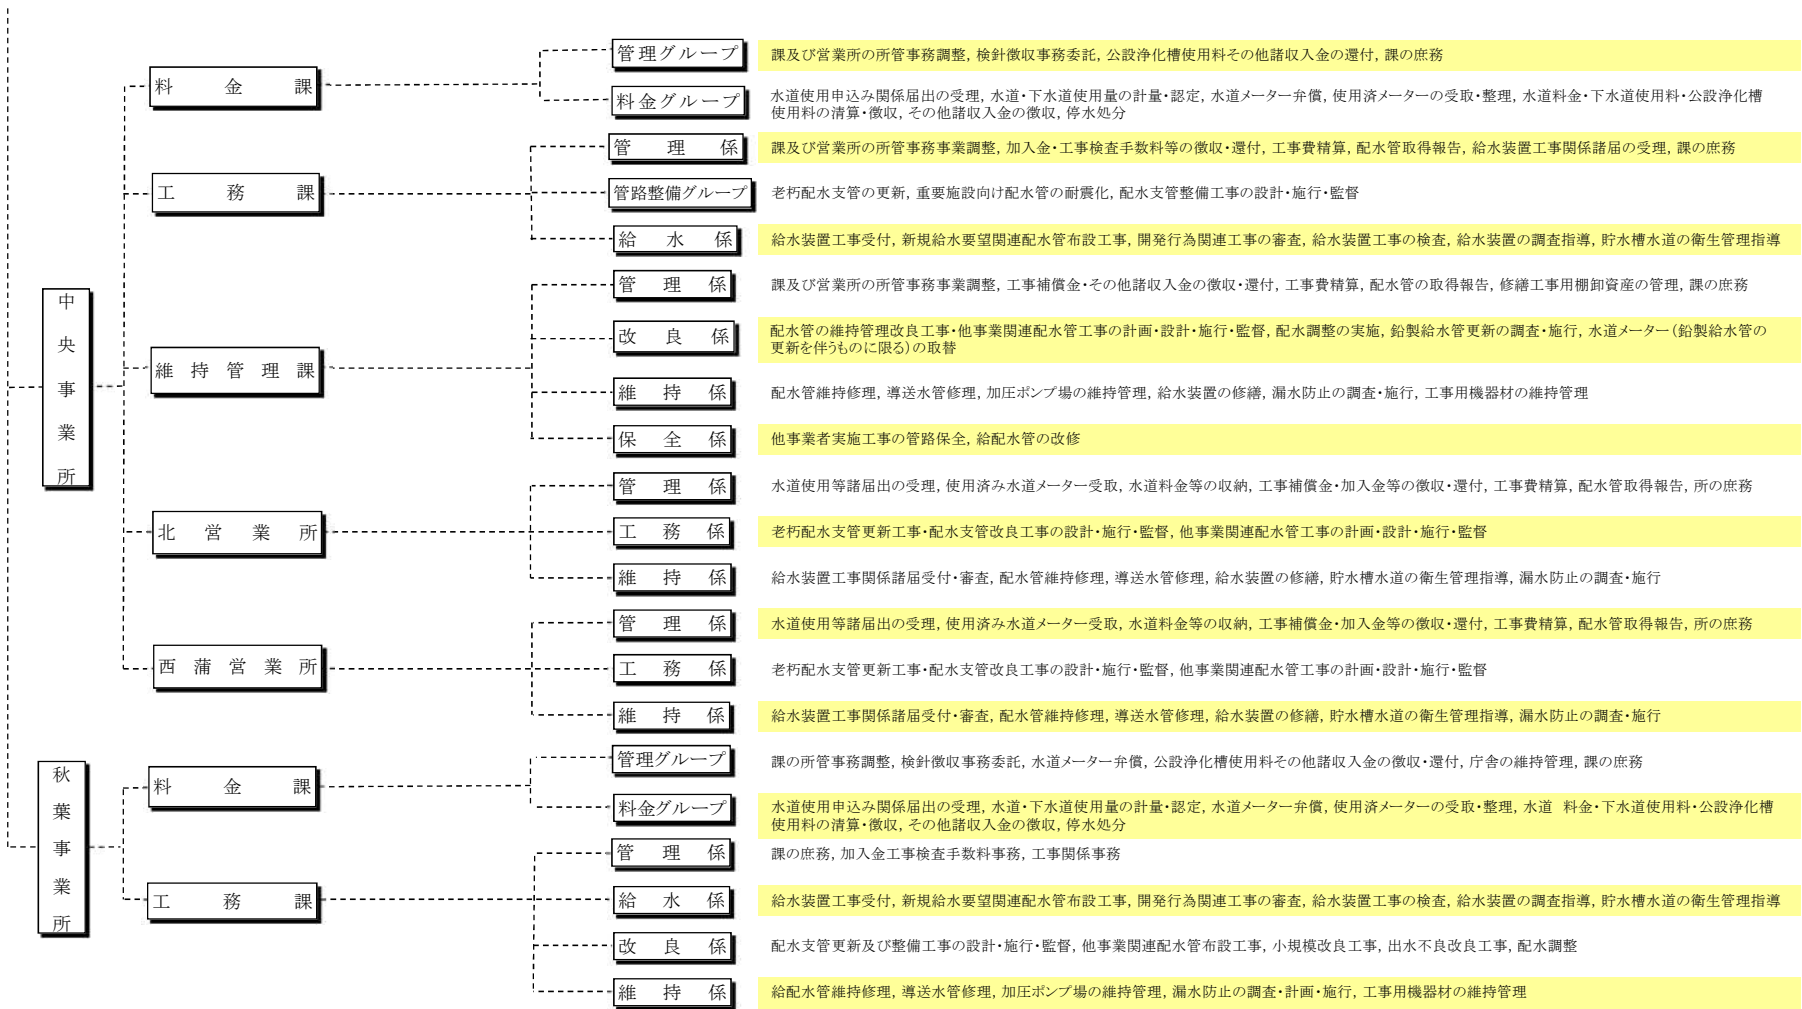 中央事業所
料金課
管理グループ
課及び営業所の所管事務調整, 検針徴収事務委託, 公設浄化槽使用料その他諸収入金の還付, 課の庶務
料金グループ
水道使用申込み関係届出の受理, 水道・下水道使用量の計量・認定, 水道メーター弁償, 使用済メーターの受取・整理, 水道料金・下水道使用料・公設浄化槽
使用料の清算・徴収, その他諸収入金の徴収, 停水処分
工務課
管理係
課及び営業所の所管事務事業調整, 加入金・工事検査手数料等の徴収・還付, 工事費精算, 配水管取得報告, 給水装置工事関係諸届の受理, 課の庶務
管路整備グループ
老朽配水支管の更新, 重要施設向け配水管の耐震化, 配水支管整備工事の設計・施行・監督
給水係
給水装置工事受付, 新規給水要望関連配水管布設工事, 開発行為関連工事の審査, 給水装置工事の検査, 給水装置の調査指導, 貯水槽水道の衛生管理指導
維持管理課
管理係
課及び営業所の所管事務事業調整, 工事補償金・その他諸収入金の徴収・還付, 工事費精算, 配水管の取得報告, 修繕工事用棚卸資産の管理, 課の庶務
改良係
配水管の維持管理改良工事・他事業関連配水管工事の計画・設計・施行・監督, 配水調整の実施, 鉛製給水管更新の調査・施行, 水道メーター（鉛製給水管の
更新を伴うものに限る）の取替
維持係
配水管維持修理, 導送水管修理, 加圧ポンプ場の維持管理, 給水装置の修繕, 漏水防止の調査・施行, 工事用機器材の維持管理
保全係
他事業者実施工事の管路保全, 給配水管の改修
北営業所
管理係
水道使用等諸届出の受理, 使用済み水道メーター受取, 水道料金等の収納, 工事補償金・加入金等の徴収・還付, 工事費精算, 配水管取得報告, 所の庶務
工務係
老朽配水支管更新工事・配水支管改良工事の設計・施行・監督, 他事業関連配水管工事の計画・設計・施行・監督
維持係
給水装置工事関係諸届受付・審査, 配水管維持修理, 導送水管修理, 給水装置の修繕, 貯水槽水道の衛生管理指導, 漏水防止の調査・施行
西蒲営業所
管理係
水道使用等諸届出の受理, 使用済み水道メーター受取, 水道料金等の収納, 工事補償金・加入金等の徴収・還付, 工事費精算, 配水管取得報告, 所の庶務
工務係
老朽配水支管更新工事・配水支管改良工事の設計・施行・監督, 他事業関連配水管工事の計画・設計・施行・監督
維持係
給水装置工事関係諸届受付・審査, 配水管維持修理, 導送水管修理, 給水装置の修繕, 貯水槽水道の衛生管理指導, 漏水防止の調査・施行
秋葉事業所
料金課
管理グループ
課の所管事務調整, 検針徴収事務委託, 水道メーター弁償, 公設浄化槽使用料その他諸収入金の徴収・還付, 庁舎の維持管理, 課の庶務
料金グループ
水道使用申込み関係届出の受理, 水道・下水道使用量の計量・認定, 水道メーター弁償, 使用済メーターの受取・整理, 水道　料金・下水道使用料・公設浄化槽
使用料の清算・徴収, その他諸収入金の徴収, 停水処分
工務課
管理係
課の庶務, 加入金工事検査手数料事務, 工事関係事務
給水係
給水装置工事受付, 新規給水要望関連配水管布設工事, 開発行為関連工事の審査, 給水装置工事の検査, 給水装置の調査指導, 貯水槽水道の衛生管理指導
改良係
配水支管更新及び整備工事の設計・施行・監督, 他事業関連配水管布設工事, 小規模改良工事, 出水不良改良工事, 配水調整
維持係
給配水管維持修理, 導送水管修理, 加圧ポンプ場の維持管理, 漏水防止の調査・計画・施行, 工事用機器材の維持管理